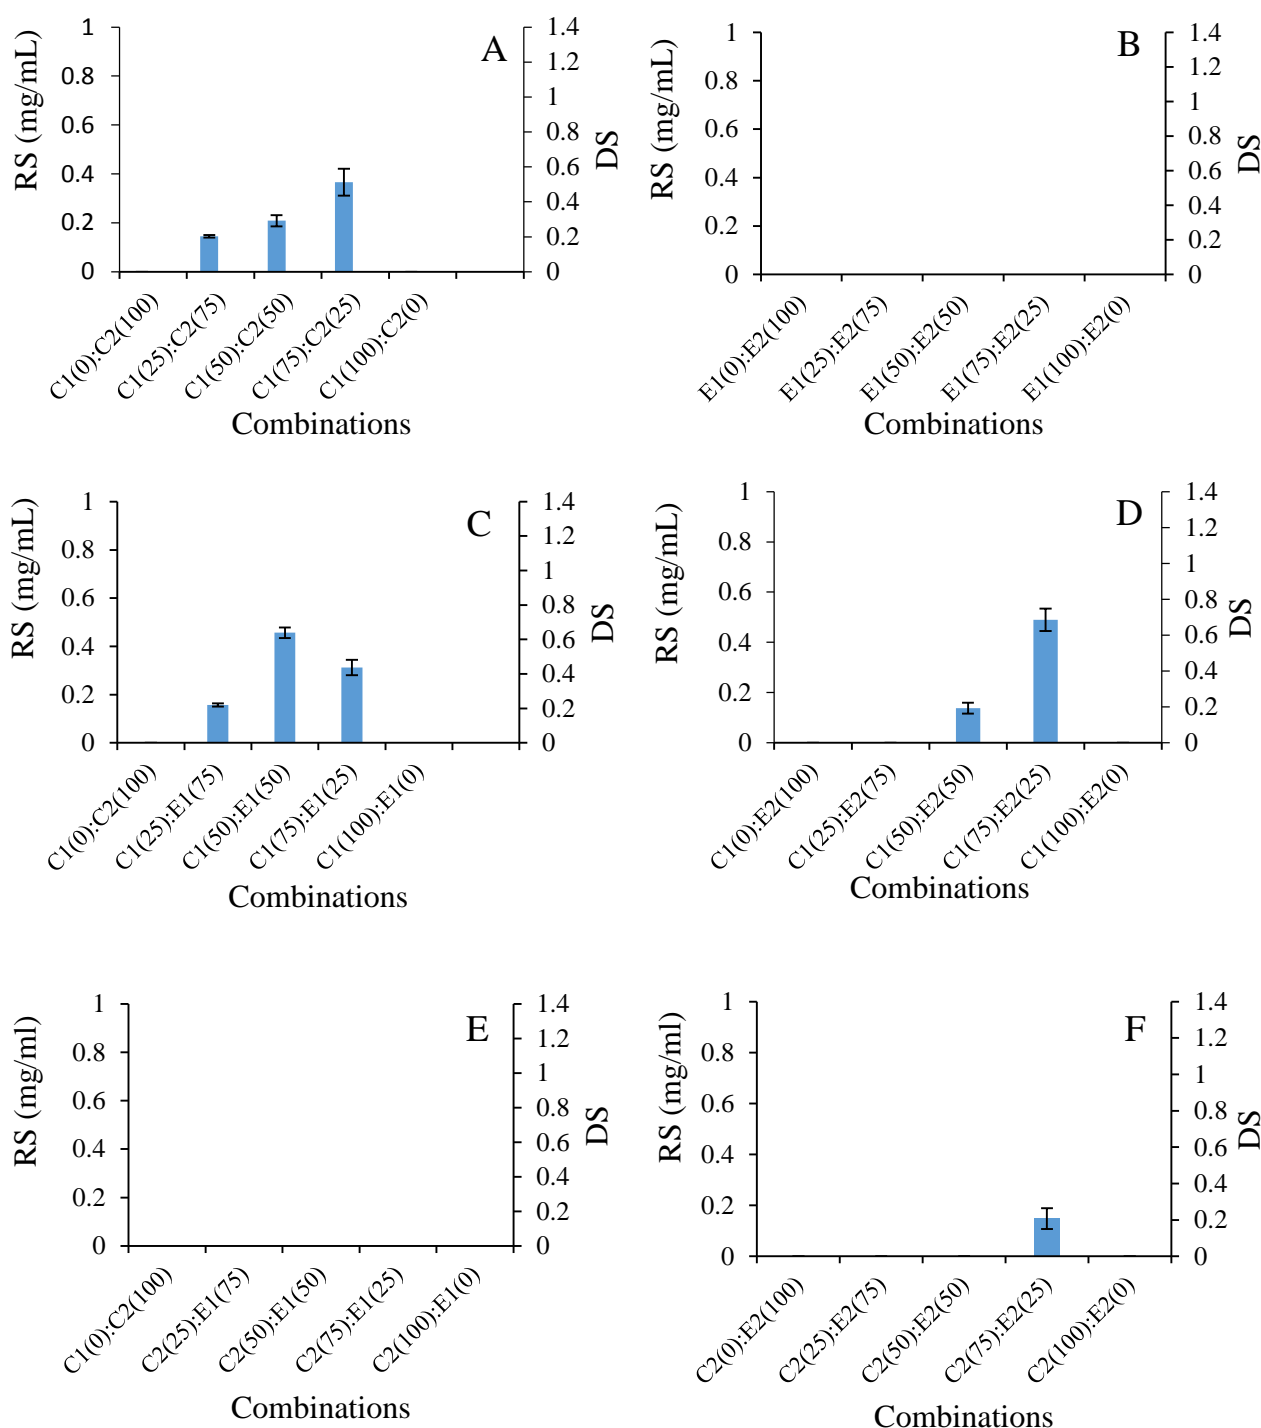 A
RS (mg/mL)
1
0.8
0.6
0.4
0.2
0
1.4
1.2
1
0.8
0.6
0.4
0.2
0
DS
C1(0):C2(100)
C1(25):C2(75)
C1(50):C2(50)
C1(75):C2(25)
C1(100):C2(0)
Combinations
B
RS (mg/mL)
1
0.8
0.6
0.4
0.2
0
1.4
1.2
1
0.8
0.6
0.4
0.2
0
DS
E1(0):E2(100)
E1(25):E2(75)
E1(50):E2(50)
E1(75):E2(25)
E1(100):E2(0)
Combinations
C
RS (mg/mL)
1
0.8
0.6
0.4
0.2
0
1.4
1.2
1
0.8
0.6
0.4
0.2
0
DS
C1(0):C2(100)
C1(25):E1(75)
C1(50):E1(50)
C1(75):E1(25)
C1(100):E1(0)
Combinations
D
RS (mg/mL)
1
0.8
0.6
0.4
0.2
0
1.4
1.2
1
0.8
0.6
0.4
0.2
0
DS
C1(0):E2(100)
C1(25):E2(75)
C1(50):E2(50)
C1(75):E2(25)
C1(100):E2(0)
Combinations
E
RS (mg/ml)
1
0.8
0.6
0.4
0.2
0
1.4
1.2
1
0.8
0.6
0.4
0.2
0
DS
C1(0):C2(100)
C2(25):E1(75)
C2(50):E1(50)
C2(75):E1(25)
C2(100):E1(0)
Combinations
F
RS (mg/ml)
1
0.8
0.6
0.4
0.2
0
1.4
1.2
1
0.8
0.6
0.4
0.2
0
DS
C2(0):E2(100)
C2(25):E2(75)
C2(50):E2(50)
C2(75):E2(25)
C2(100):E2(0)
Combinations